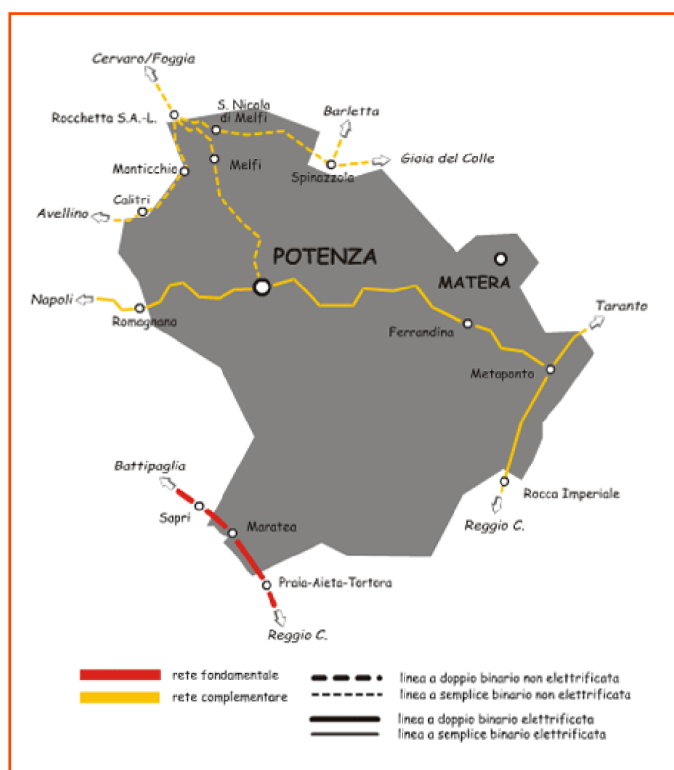 Cervaro/Foggia
Rocchetta S.A.-L.
S. Nicola
di Melfi
Barletta
Gioia del Colle
Spinazzola
Monticchio
Melfi
Calitri
Avellino
POTENZA
MATERA
Napoli
Romagnano
Taranto
Ferrandina
Metaponto
Battipaglia
Rocca Imperiale
Sapri
Maratea
Reggio C.
Praia-Aieta-Tortora
Reggio C.
rete fondamentale
rete complementare
linea a doppio binario non elettrificata
linea a semplice binario non elettrificata
linea a doppio binario elettrificata
linea a semplice binario elettrificata